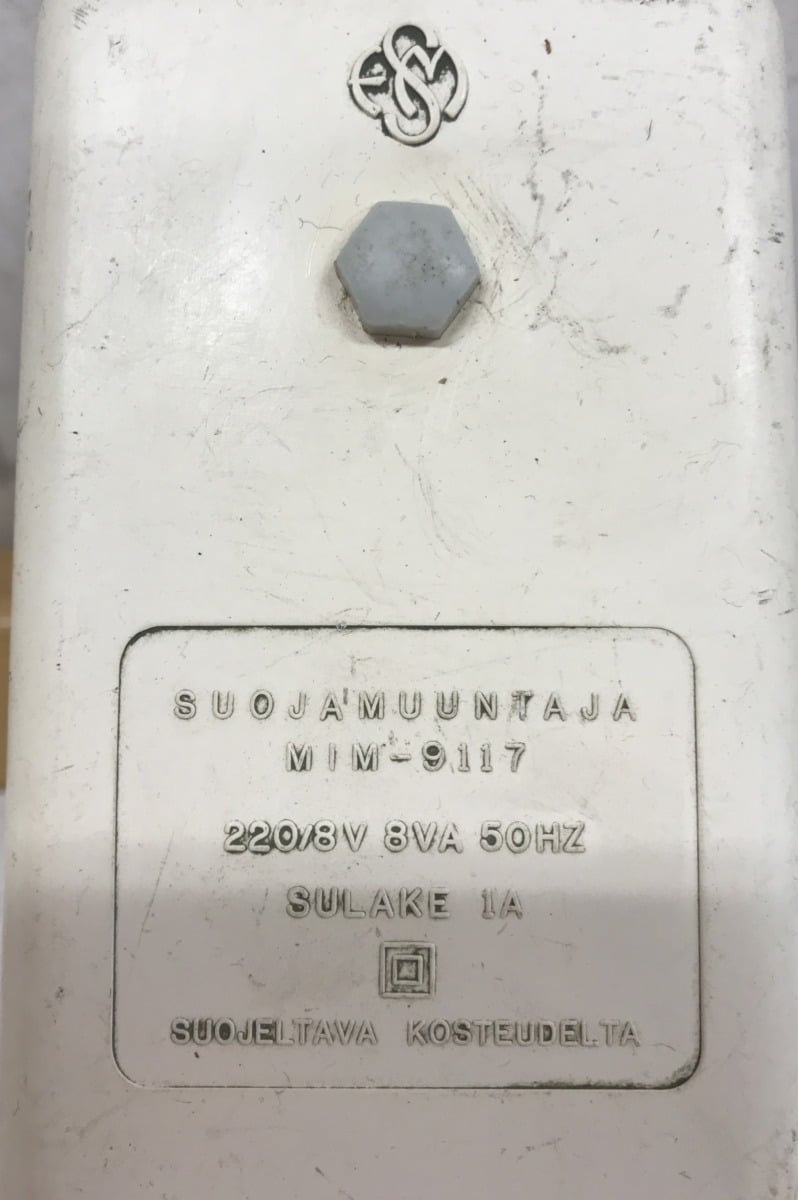 SUOJAMUUNTAJA
MIM-9117
220/8V 8VA 50HZ
SULAKE 1A
SUOJELTAVA KOSTEUDELTA